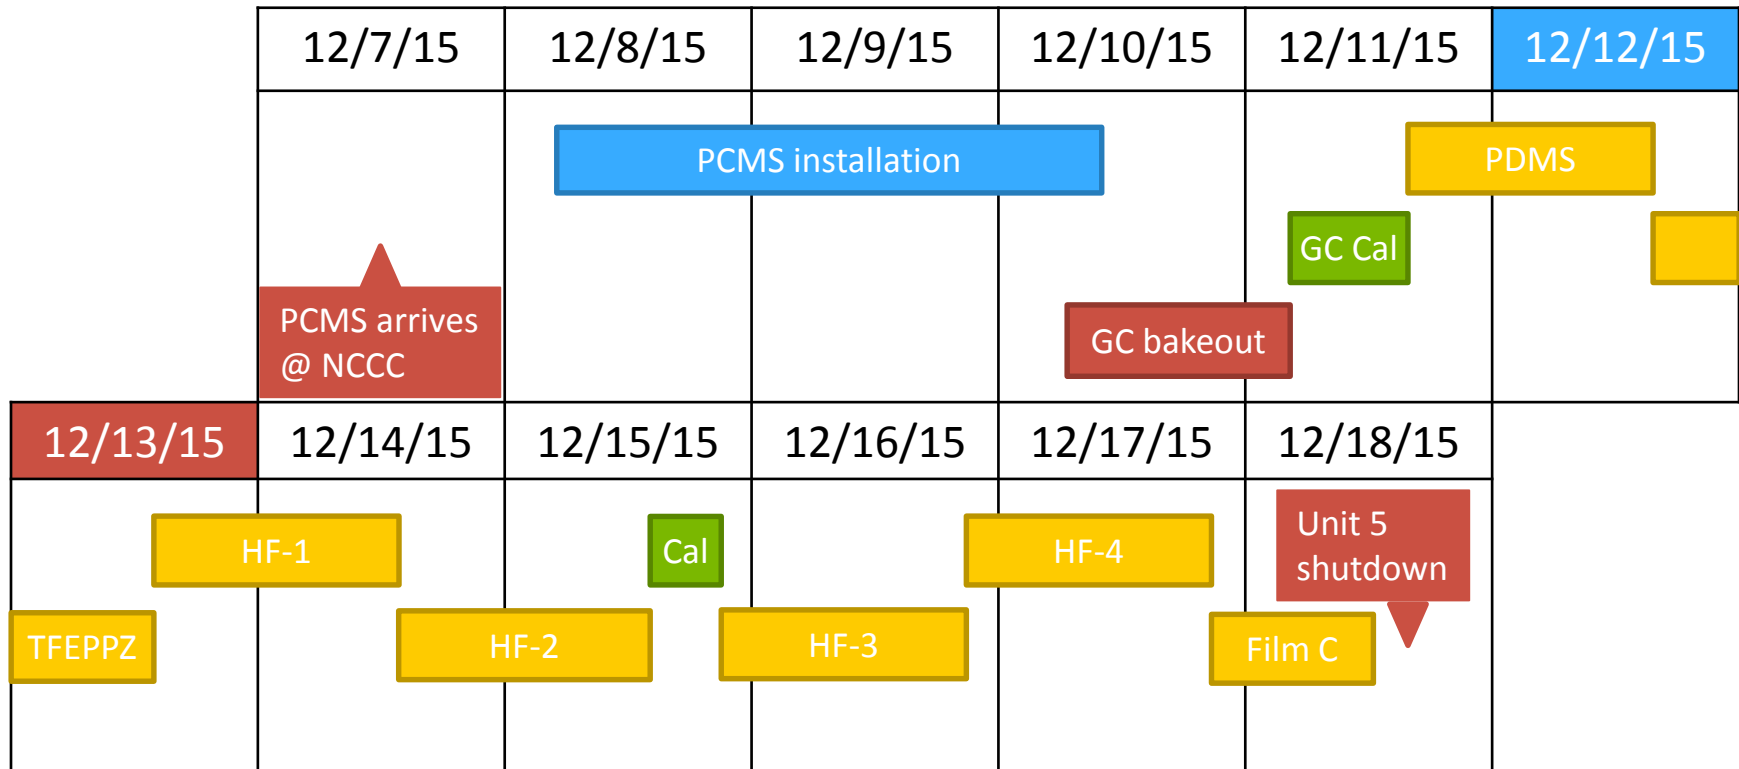 12/7/15
12/8/15
12/9/15
12/10/15
12/11/15
12/12/15
PCMS installation
PDMS
GC Cal
PCMS arrives
@ NCCC
GC bakeout
12/13/15
12/14/15
12/15/15
12/16/15
12/17/15
12/18/15
HF-1
Cal
HF-4
Unit 5
shutdown
TFEPPZ
HF-2
HF-3
Film C